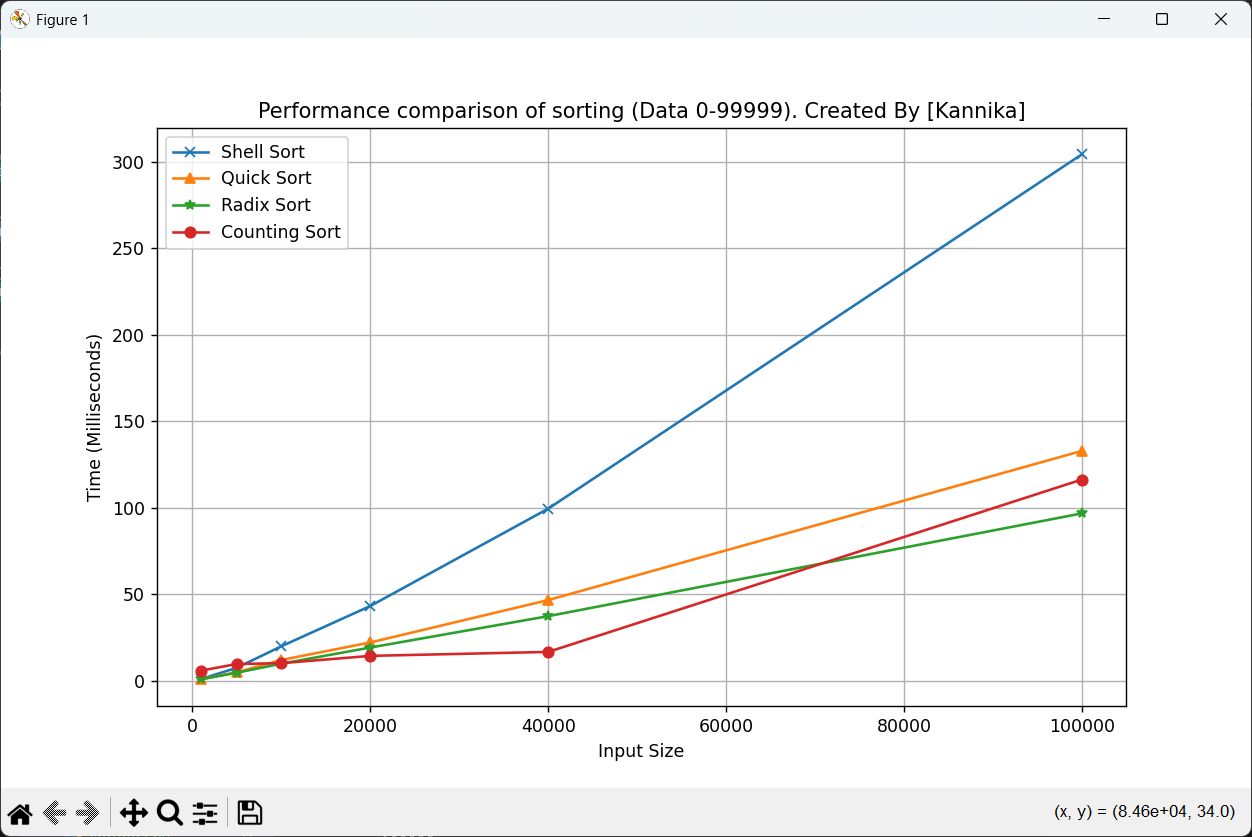 Figure 1
Performance comparison of sorting (Data 0-99999). Created By [Kannika]
Shell Sort
Quick Sort
Radix Sort
Counting Sort
300
250
200
150
100
50
0
Time (Milliseconds)
0 20000 40000 60000 80000 100000
Input Size
(x, y) = (8.46e+04, 34.0)